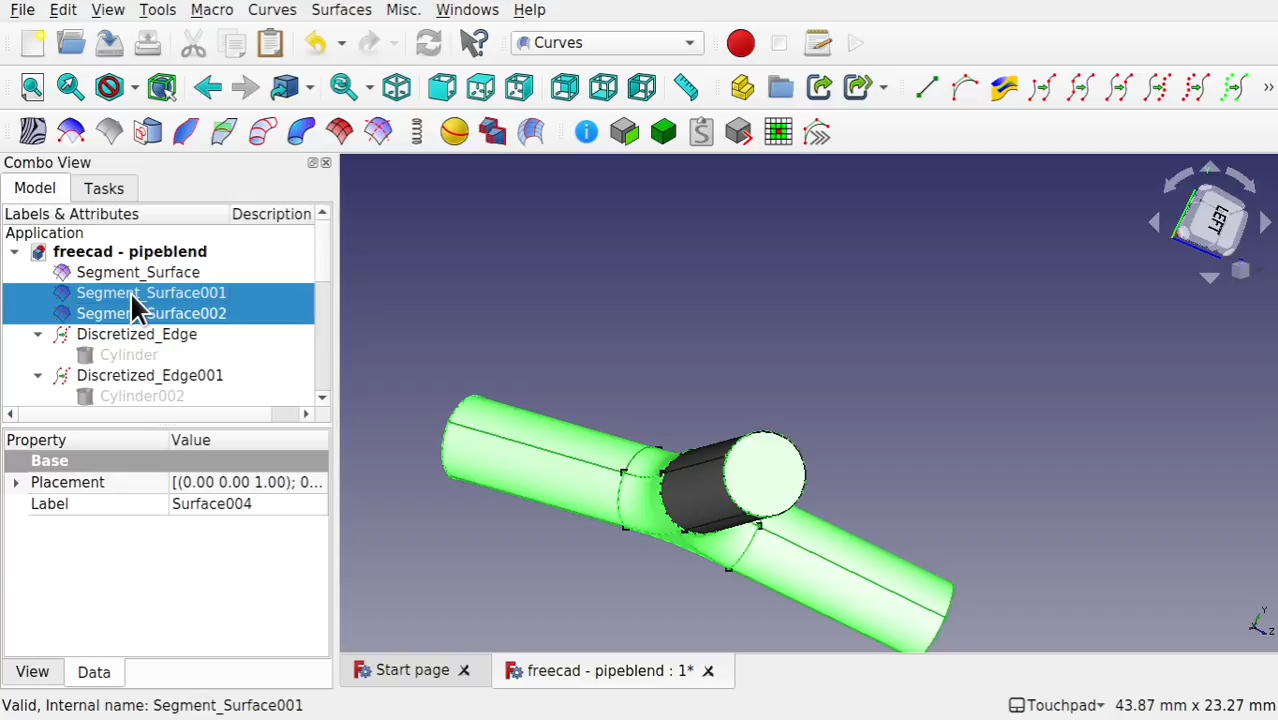 File Edit View Tools Macro Curves Surfaces Misc. Windows Help
Curves
Combo View
Model Tasks
Labels & Attributes Description
Application
freecad - pipeblend
Segment_Surface
Segment_Surface001
Segment_Surface002
Discretized_Edge
Cylinder
Discretized_Edge001
Cylinder002
Property Value
Base
Placement [(0.00 0.00 1.00); 0...
Label Surface004
View Data
LEFT
Y
Z
Start page freecad - pipeblend : 1*
Valid, Internal name: Segment_Surface001
Touchpad 43.87 mm x 23.27 mm